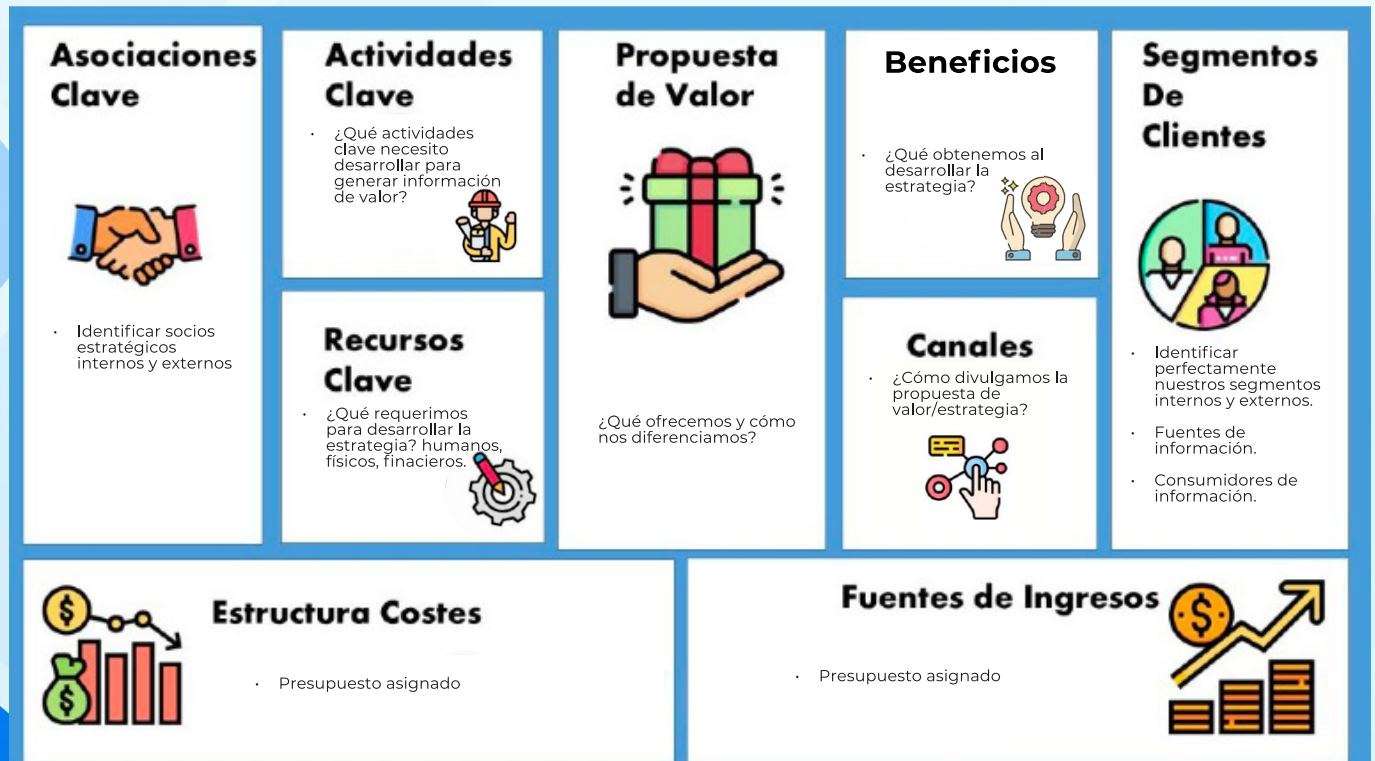 Asociaciones
Clave
• Identificar socios
estratégicos
internos y externos
Actividades
Clave
• ¿Qué actividades
clave necesito
desarrollar para
generar información
de valor?
Recursos
Clave
• ¿Qué requerimos
para desarrollar la
estrategia? humanos,
físicos, finacieros.
Propuesta
de Valor
¿Qué ofrecemos y cómo
nos diferenciamos?
Beneficios
• ¿Qué obtenemos al
desarrollar la
estrategia?
Canales
• ¿Cómo divulgamos la
propuesta de
valor/estrategia?
Segmentos
De
Clientes
• Identificar
perfectamente
nuestros segmentos
internos y externos.
• Fuentes de
información.
• Consumidores de
información.
Estructura Costes
• Presupuesto asignado
Fuentes de Ingresos
• Presupuesto asignado